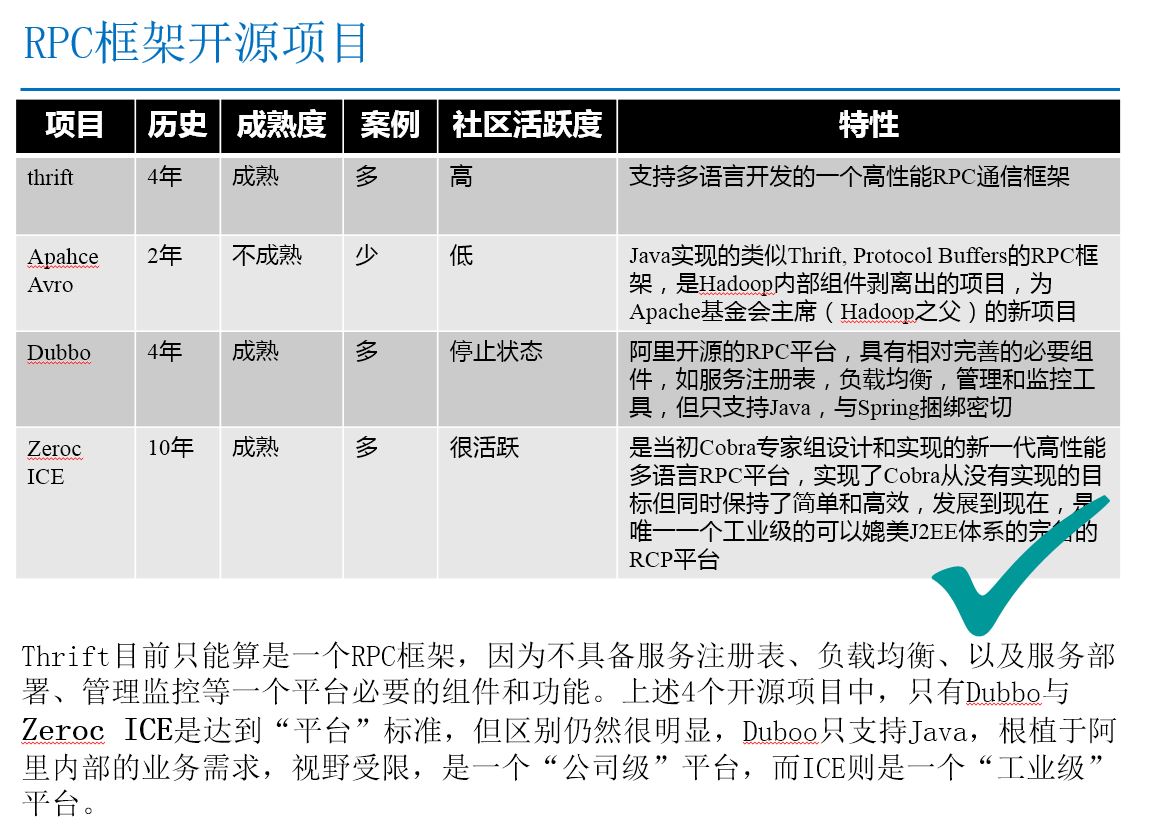 RPC框架开源项目
项目 历史 成熟度 案例 社区活跃度 特性
thrift 4年 成熟 多 高 支持多语言开发的一个高性能RPC通信框架
Apahce 2年 不成熟 少 低 Java实现的类似Thrift, Protocol Buffers的RPC框
Avro 架，是Hadoop内部组件剥离出的项目，为
Apache基金会主席（Hadoop之父）的新项目
Dubbo 4年 成熟 多 停止状态 阿里开源的RPC平台，具有相对完善的必要组
件，如服务注册表，负载均衡，管理和监控工
具，但只支持Java，与Spring捆绑密切
Zeroc 10年 成熟 多 很活跃 是当初Cobra专家组设计和实现的新一代高性能
ICE 多语言RPC平台，实现了Cobra从没有实现的目
标但同时保持了简单和高效，发展到现在，是
唯一一个工业级的可以媲美J2EE体系的完备的
RCP平台
Thrift目前只能算是一个RPC框架，因为不具备服务注册表、负载均衡、以及服务部
署、管理监控等一个平台必要的组件和功能。上述4个开源项目中，只有Dubbo与
Zeroc ICE是达到“平台”标准，但区别仍然很明显，Duboo只支持Java，根植于阿
里内部的业务需求，视野受限，是一个“公司级”平台，而ICE则是一个“工业级”
平台。